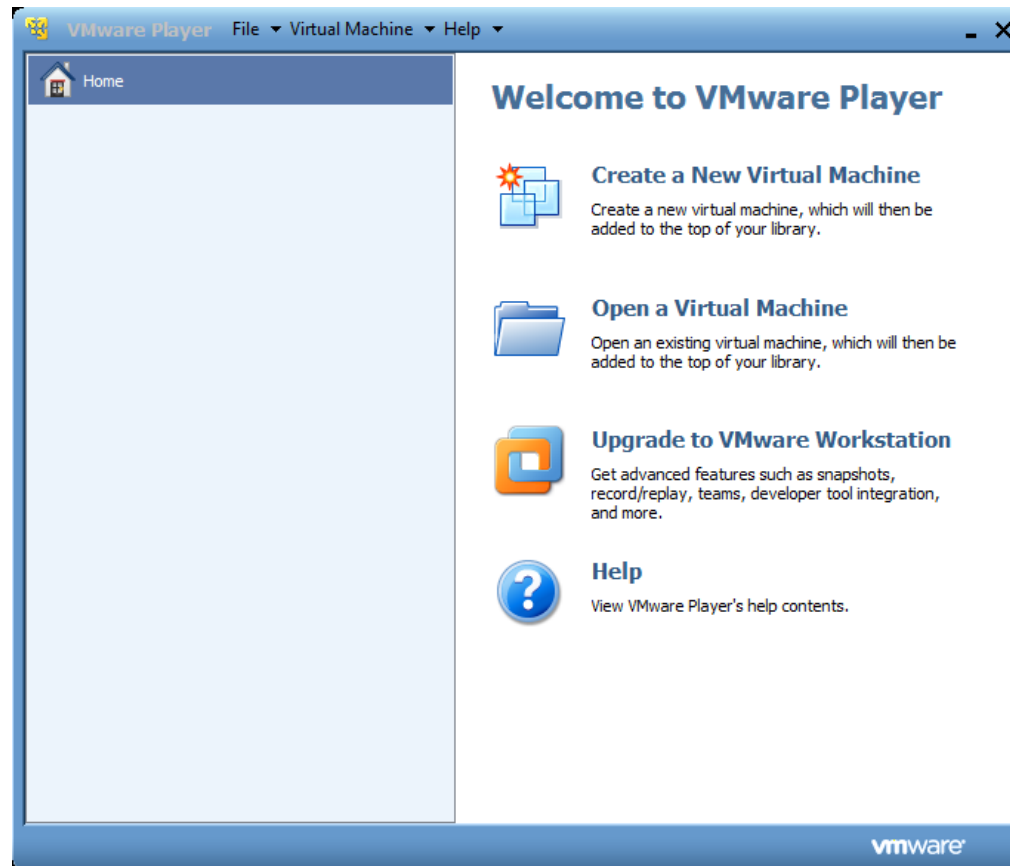 VMware Player File Virtual Machine Help
Home
Welcome to VMware Player
Create a New Virtual Machine
Create a new virtual machine, which will then be
added to the top of your library.
Open a Virtual Machine
Open an existing virtual machine, which will then be
added to the top of your library.
Upgrade to VMware Workstation
Get advanced features such as snapshots,
record/replay, teams, developer tool integration,
and more.
Help
View VMware Player's help contents.
vmware